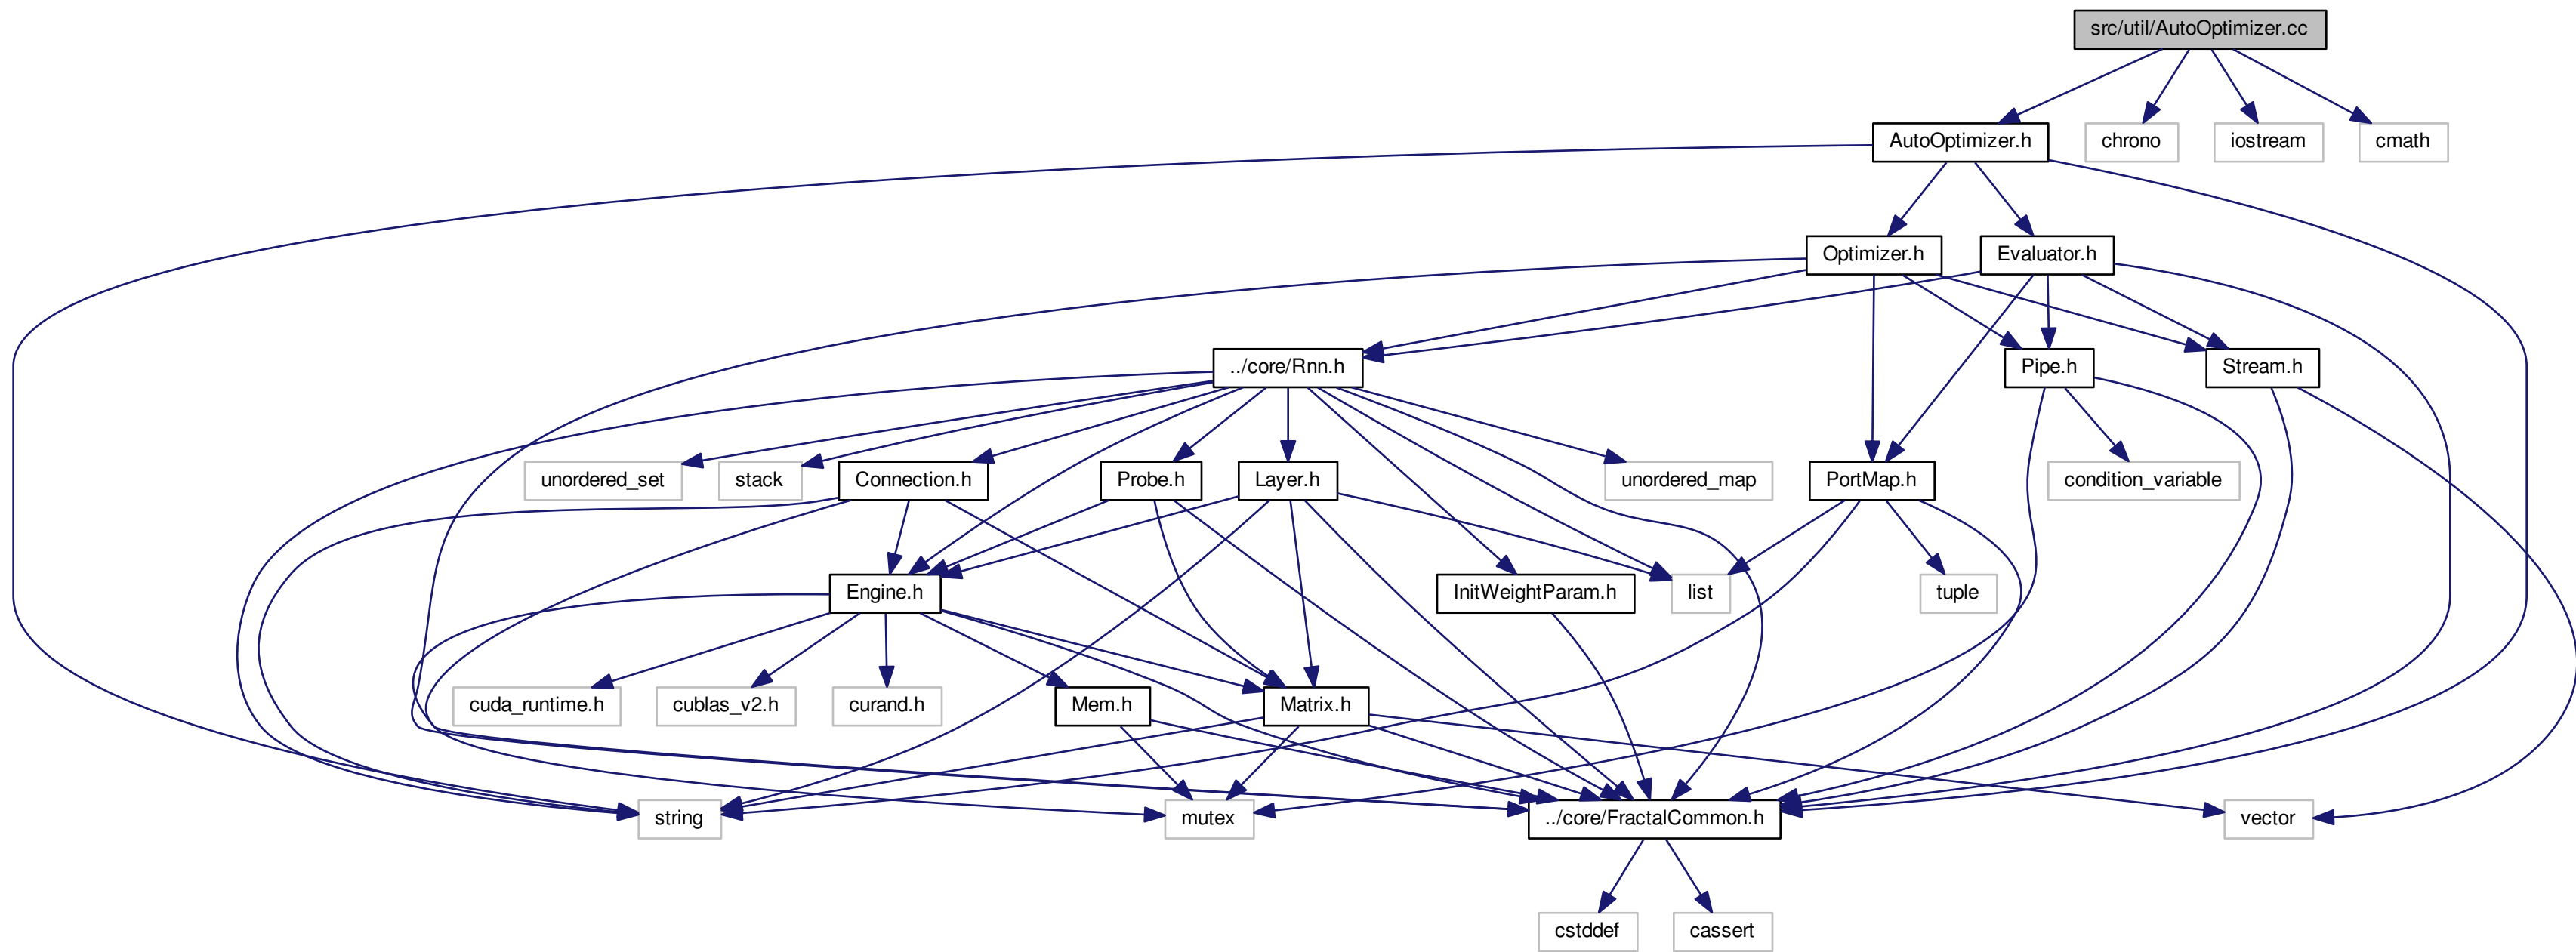 src/util/AutoOptimizer.cc
AutoOptimizer.h
chrono
iostream
cmath
Optimizer.h
Evaluator.h
../core/Rnn.h
Pipe.h
Stream.h
unordered_set
stack
Connection.h
Probe.h
Layer.h
unordered_map
PortMap.h
condition_variable
Engine.h
InitWeightParam.h
list
tuple
cuda_runtime.h
cublas_v2.h
curand.h
Mem.h
Matrix.h
string
mutex
../core/FractalCommon.h
vector
cstddef
cassert